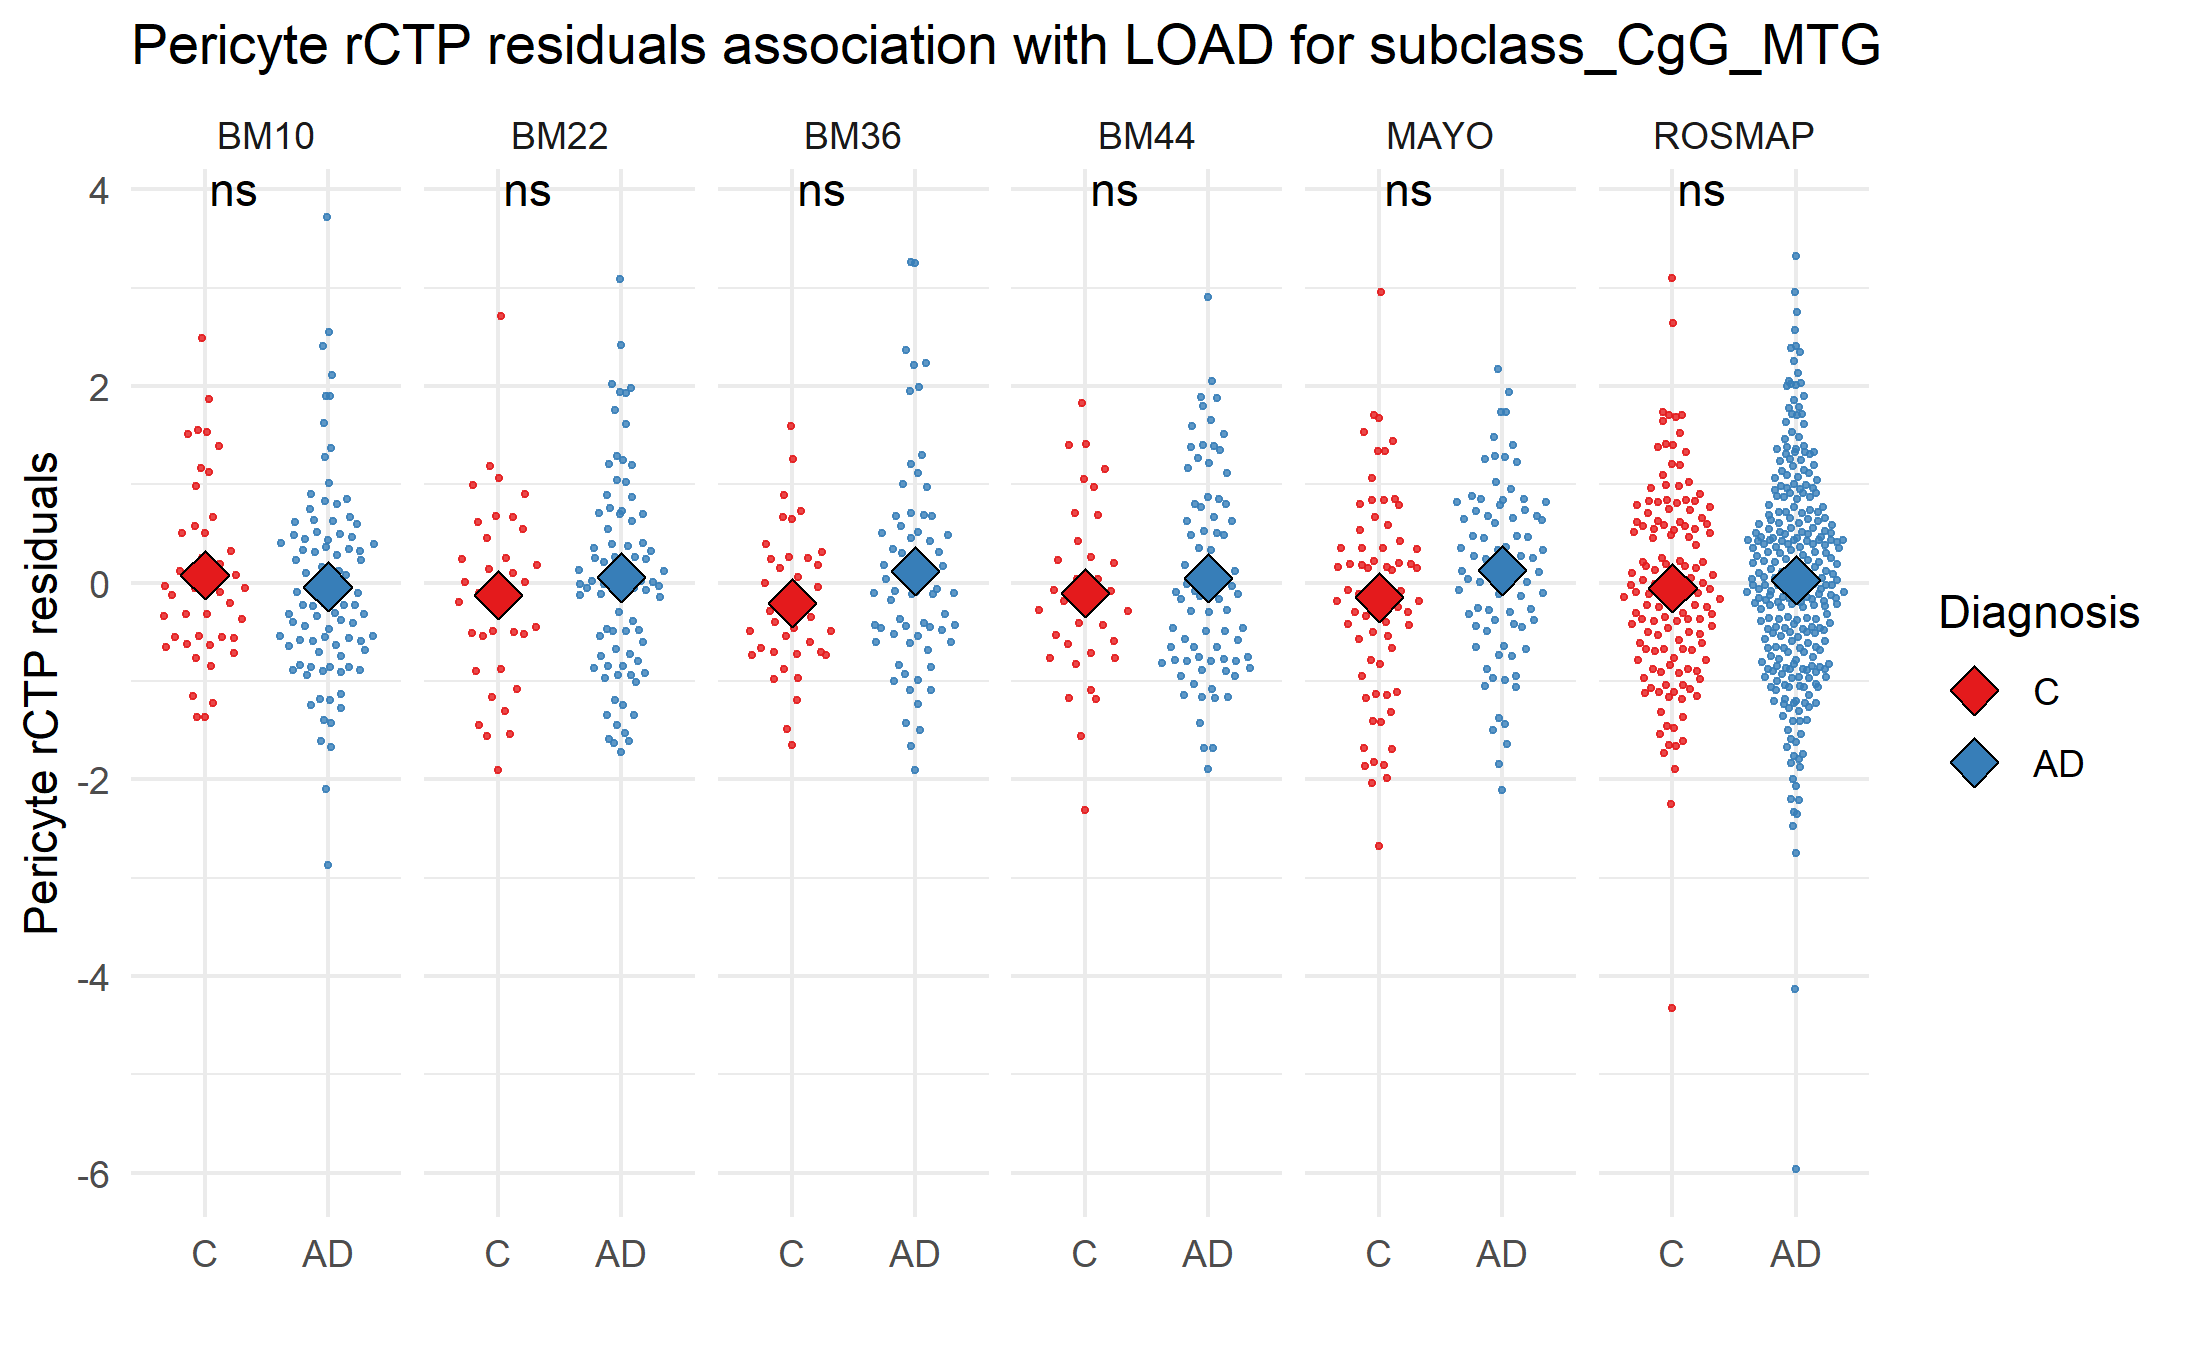 Pericyte rCTP residuals association with LOAD for subclass_CgG_MTG
BM10 BM22 BM36 BM44 MAYO ROSMAP
ns ns ns ns ns ns
4
2
0
-2
-4
-6
Pericyte rCTP residuals
C AD C AD C AD C AD C AD C AD
Diagnosis
C
AD